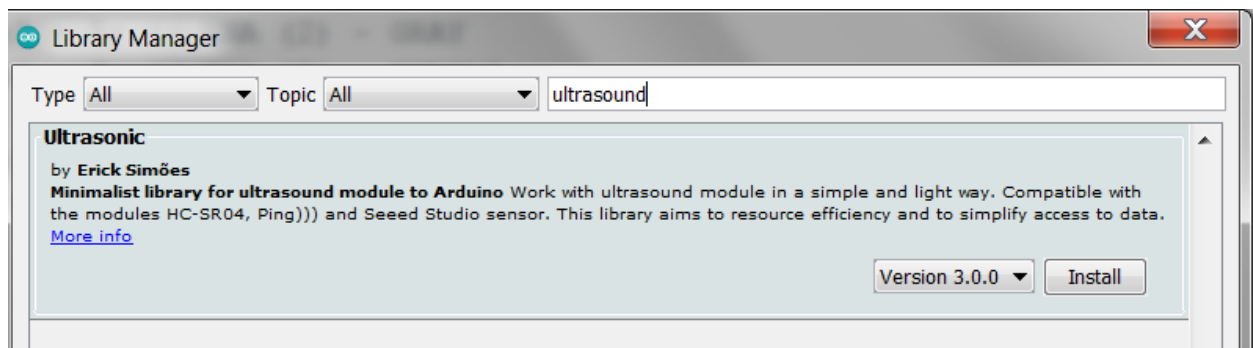 Library Manager
Type All Topic All ultrasound
Ultrasonic
by Erick Simões
Minimalist library for ultrasound module to Arduino Work with ultrasound module in a simple and light way. Compatible with
the modules HC-SR04, Ping))) and Seeed Studio sensor. This library aims to resource efficiency and to simplify access to data.
More info
Version 3.0.0 Install